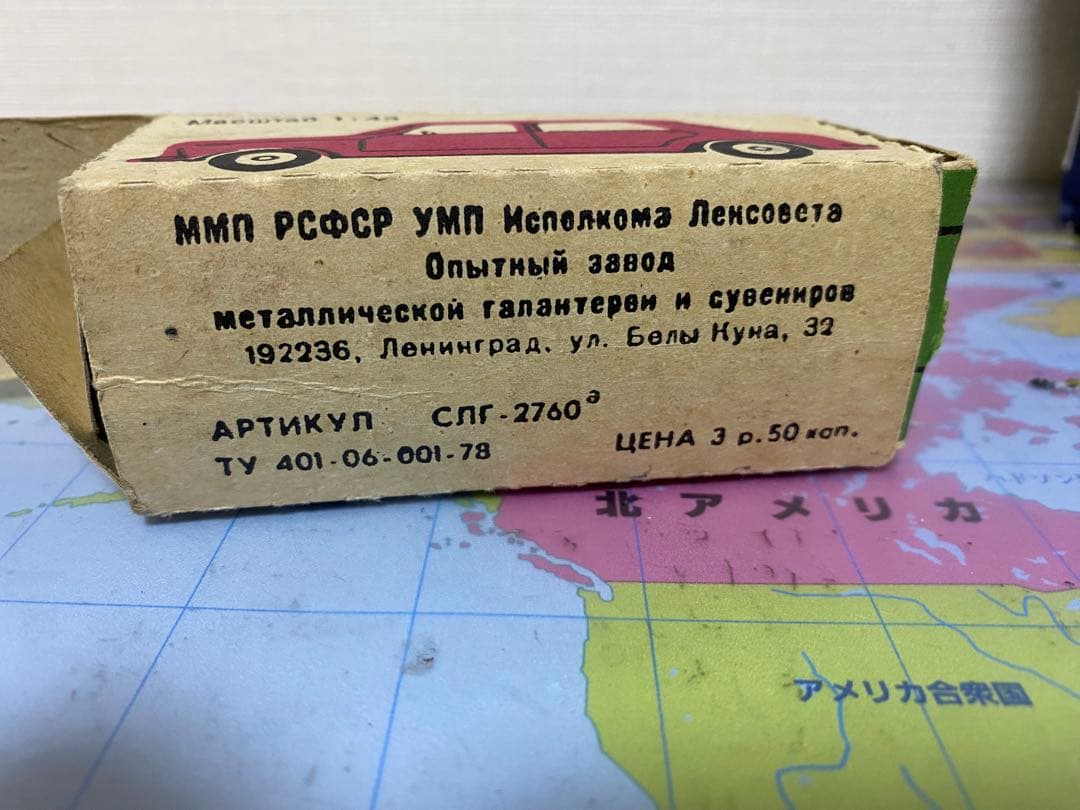 Масштаб 1:43
ММП РСФСР УМП Исполкома Ленсовета
Опытный завод
металлической галантереи и сувениров
192236, Ленинград, ул. Белы Куна, 32
АРТИКУЛ СЛГ-2760э
ТУ 401-06-001-78
ЦЕНА 3 р. 50 коп.
北アメリカ
アメリカ合衆国